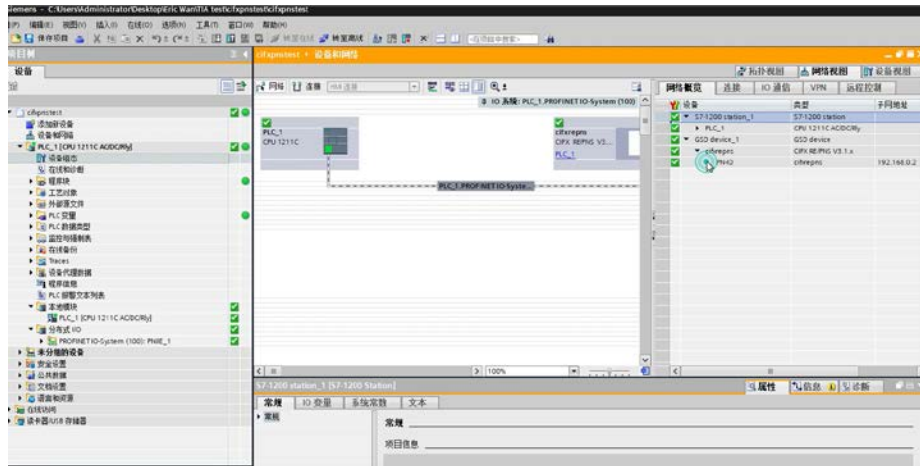 Siemens - C:\Users\Administrator\Desktop\Eric Wan\TIA test\cifxpnstest\cifxpnstest
编辑(E) 视图(V) 插入(I) 在线(O) 选项(N) 工具(T) 窗口(W) 帮助(H)
保存项目 转至在线 转至离线
cifxpnstest › 设备和网络
设备
拓扑视图 网络视图 设备视图
网络 连接 HMI 连接
网络概览 连接 IO 通信 VPN 远程控制
IO 系统: PLC_1.PROFINET IO-System (100)
设备 类型 子网地址
cifxpnstest
添加新设备
设备和网络
PLC_1 [CPU 1211C AC/DC/Rly]
设备组态
在线和诊断
程序块
工艺对象
外部源文件
PLC 变量
PLC 数据类型
监控与强制表
在线备份
Traces
设备代理数据
程序信息
PLC 报警文本列表
本地模块
PLC_1 [CPU 1211C AC/DC/Rly]
分布式 I/O
PROFINET IO-System (100): PN/IE_1
未分组的设备
安全设置
公共数据
文档设置
语言和资源
在线访问
读卡器/USB 存储器
PLC_1
CPU 1211C
cifxrepns
CIFX RE/PNS V3...
PLC_1
PLC_1.PROFINET IO-Syste...
S7-1200 station_1 S7-1200 station
PLC_1 CPU 1211C AC/DC/Rly
GSD device_1 GSD device
cifxrepns CIFX RE/PNS V3.1.x
cifxrepns 192.168.0.2
100%
S7-1200 station_1 [S7-1200 Station]
属性 信息 诊断
常规 IO 变量 系统常数 文本
常规
常规
项目信息